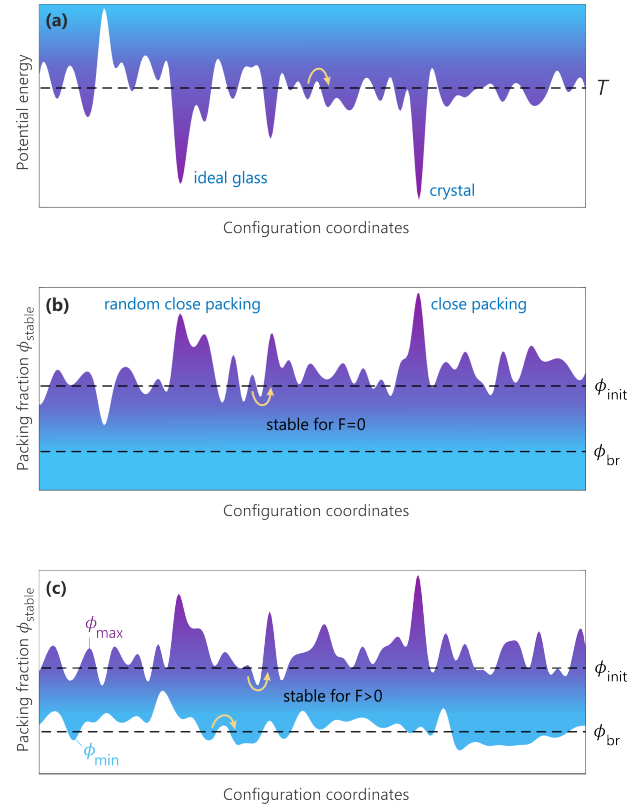 (a)
Potential energy
T
ideal glass
crystal
Configuration coordinates
(b)
Packing fraction ϕstable
random close packing
close packing
ϕinit
stable for F=0
ϕbr
Configuration coordinates
(c)
Packing fraction ϕstable
ϕmax
ϕinit
stable for F>0
ϕbr
ϕmin
Configuration coordinates